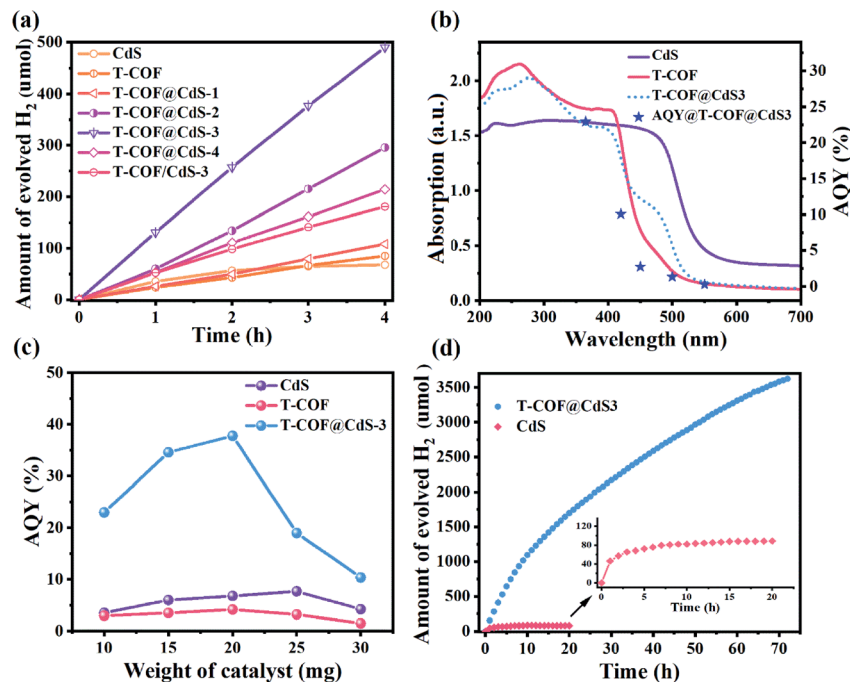 (a)
Amount of evolved H2 (umol)
500
400
300
200
100
0
CdS
T-COF
T-COF@CdS-1
T-COF@CdS-2
T-COF@CdS-3
T-COF@CdS-4
T-COF/CdS-3
0 1 2 3 4
Time (h)
(b)
Absorption (a.u.)
2.0
1.5
1.0
0.5
0.0
CdS
T-COF
T-COF@CdS3
AQY@T-COF@CdS3
30
25
20
15
10
5
0
AQY (%)
200 300 400 500 600 700
Wavelength (nm)
(c)
AQY (%)
50
40
30
20
10
0
CdS
T-COF
T-COF@CdS-3
10 15 20 25 30
Weight of catalyst (mg)
(d)
Amount of evolved H2 (umol)
3500
3000
2500
2000
1500
1000
500
0
T-COF@CdS3
CdS
120
80
40
0
0 5 10 15 20
Time (h)
0 10 20 30 40 50 60 70
Time (h)